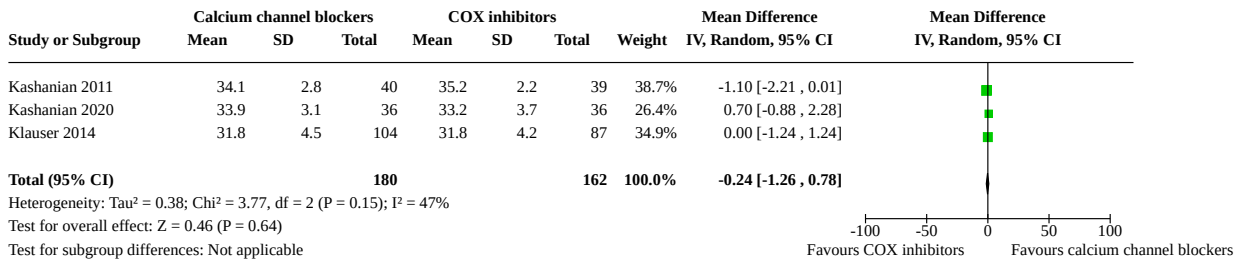 Calcium channel blockers COX inhibitors Mean Difference Mean Difference
Study or Subgroup Mean SD Total Mean SD Total Weight IV, Random, 95% CI IV, Random, 95% CI
Kashanian 2011 34.1 2.8 40 35.2 2.2 39 38.7% -1.10 [-2.21 , 0.01]
Kashanian 2020 33.9 3.1 36 33.2 3.7 36 26.4% 0.70 [-0.88 , 2.28]
Klauser 2014 31.8 4.5 104 31.8 4.2 87 34.9% 0.00 [-1.24 , 1.24]
Total (95% CI) 180 162 100.0% -0.24 [-1.26 , 0.78]
Heterogeneity: Tau² = 0.38; Chi² = 3.77, df = 2 (P = 0.15); I² = 47%
Test for overall effect: Z = 0.46 (P = 0.64)
-100 -50 0 50 100
Test for subgroup differences: Not applicable Favours COX inhibitors Favours calcium channel blockers